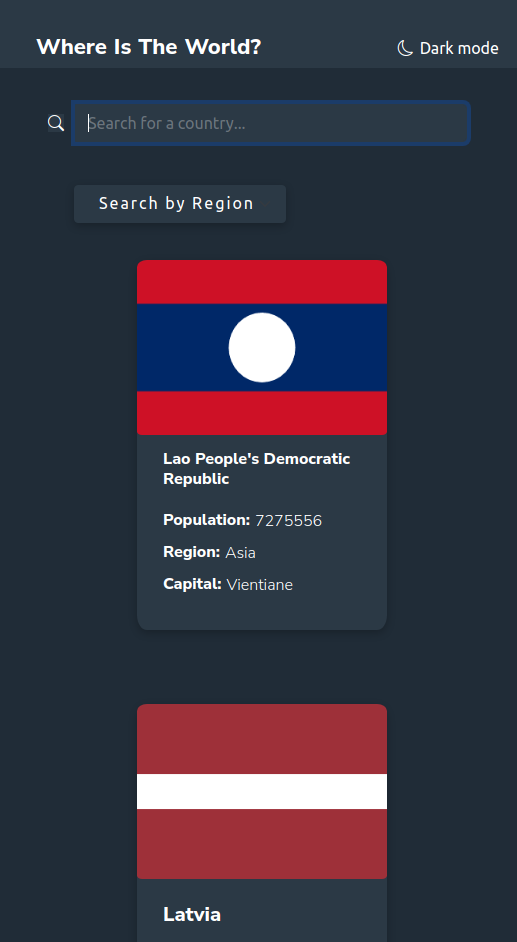 Where Is The World?
Dark mode
Search for a country...
Search by Region
Lao People's Democratic
Republic
Population: 7275556
Region: Asia
Capital: Vientiane
Latvia